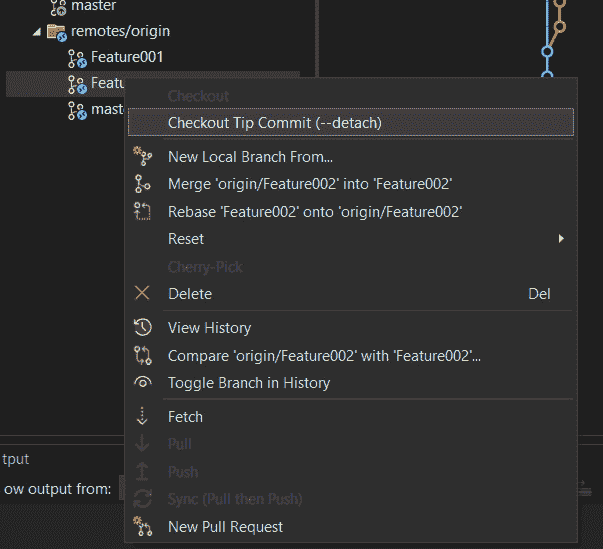 master
remotes/origin
Feature001
Featu
mast
Checkout
Checkout Tip Commit (--detach)
New Local Branch From...
Merge 'origin/Feature002' into 'Feature002'
Rebase 'Feature002' onto 'origin/Feature002'
Reset
Cherry-Pick
Delete Del
View History
Compare 'origin/Feature002' with 'Feature002'...
Toggle Branch in History
Fetch
Pull
Push
Sync (Pull then Push)
New Pull Request
tput
ow output from: